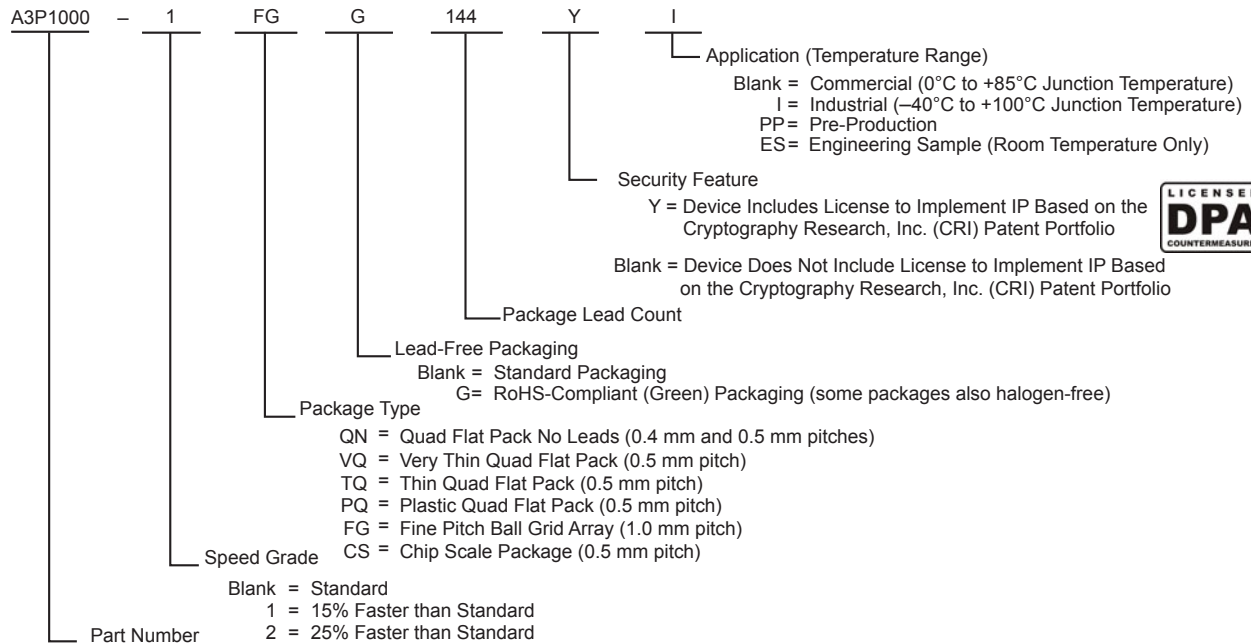 A3P1000 – 1 FG G 144 Y I
Application (Temperature Range)
Blank = Commercial (0°C to +85°C Junction Temperature)
I = Industrial (–40°C to +100°C Junction Temperature)
PP= Pre-Production
ES= Engineering Sample (Room Temperature Only)
Security Feature
Y = Device Includes License to Implement IP Based on the
Cryptography Research, Inc. (CRI) Patent Portfolio
LICENSED
DPA
COUNTERMEASURE
Blank = Device Does Not Include License to Implement IP Based
on the Cryptography Research, Inc. (CRI) Patent Portfolio
Package Lead Count
Lead-Free Packaging
Blank = Standard Packaging
G= RoHS-Compliant (Green) Packaging (some packages also halogen-free)
Package Type
QN = Quad Flat Pack No Leads (0.4 mm and 0.5 mm pitches)
VQ = Very Thin Quad Flat Pack (0.5 mm pitch)
TQ = Thin Quad Flat Pack (0.5 mm pitch)
PQ = Plastic Quad Flat Pack (0.5 mm pitch)
FG = Fine Pitch Ball Grid Array (1.0 mm pitch)
CS = Chip Scale Package (0.5 mm pitch)
Speed Grade
Blank = Standard
1 = 15% Faster than Standard
2 = 25% Faster than Standard
Part Number